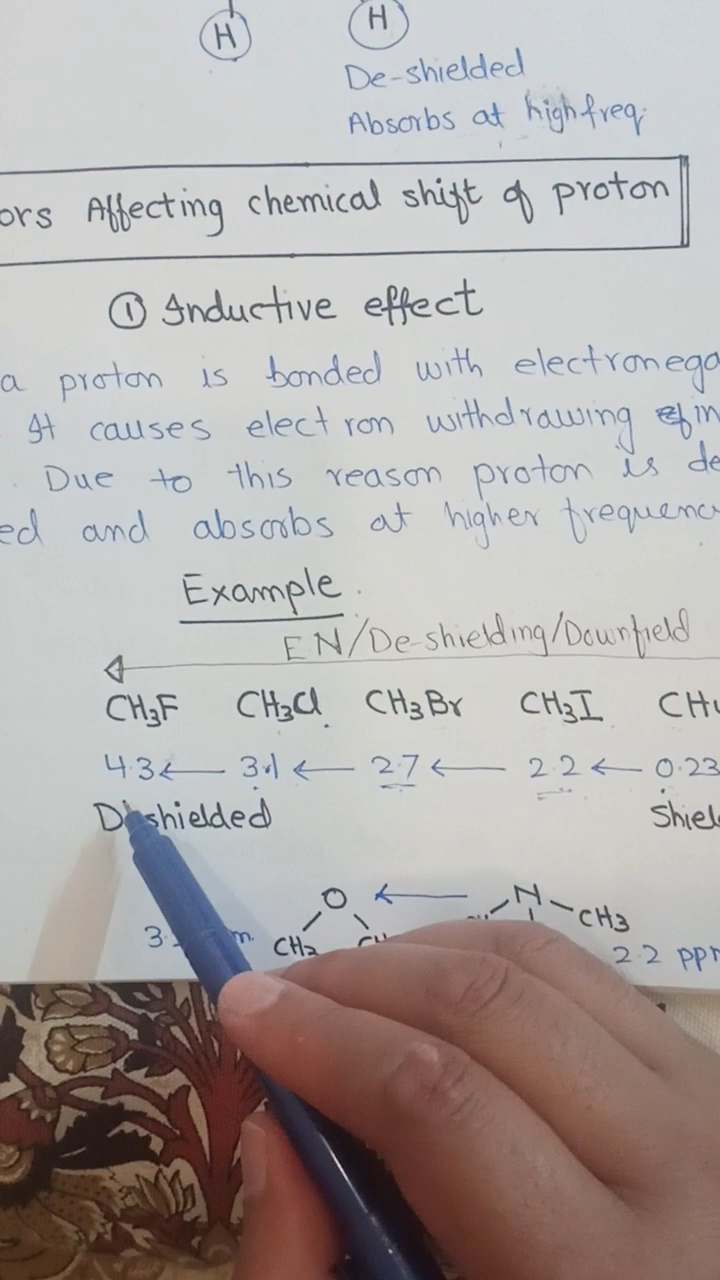 H H
De-shielded
Absorbs at high freq.
ors Affecting chemical shift of proton
① Inductive effect
a proton is bonded with electronega
It causes electron withdrawing
Due to this reason proton is de
ed and absorbs at higher frequenc
Example
EN/De-shielding/Downfield
CH₃F CH₃Cl CH₃Br CH₃I CH₄
4.3 ← 3.1 ← 2.7 ← 2.2 ← 0.23
shielded Shiel
O ← N
CH₃ CH₃
2.2 ppm